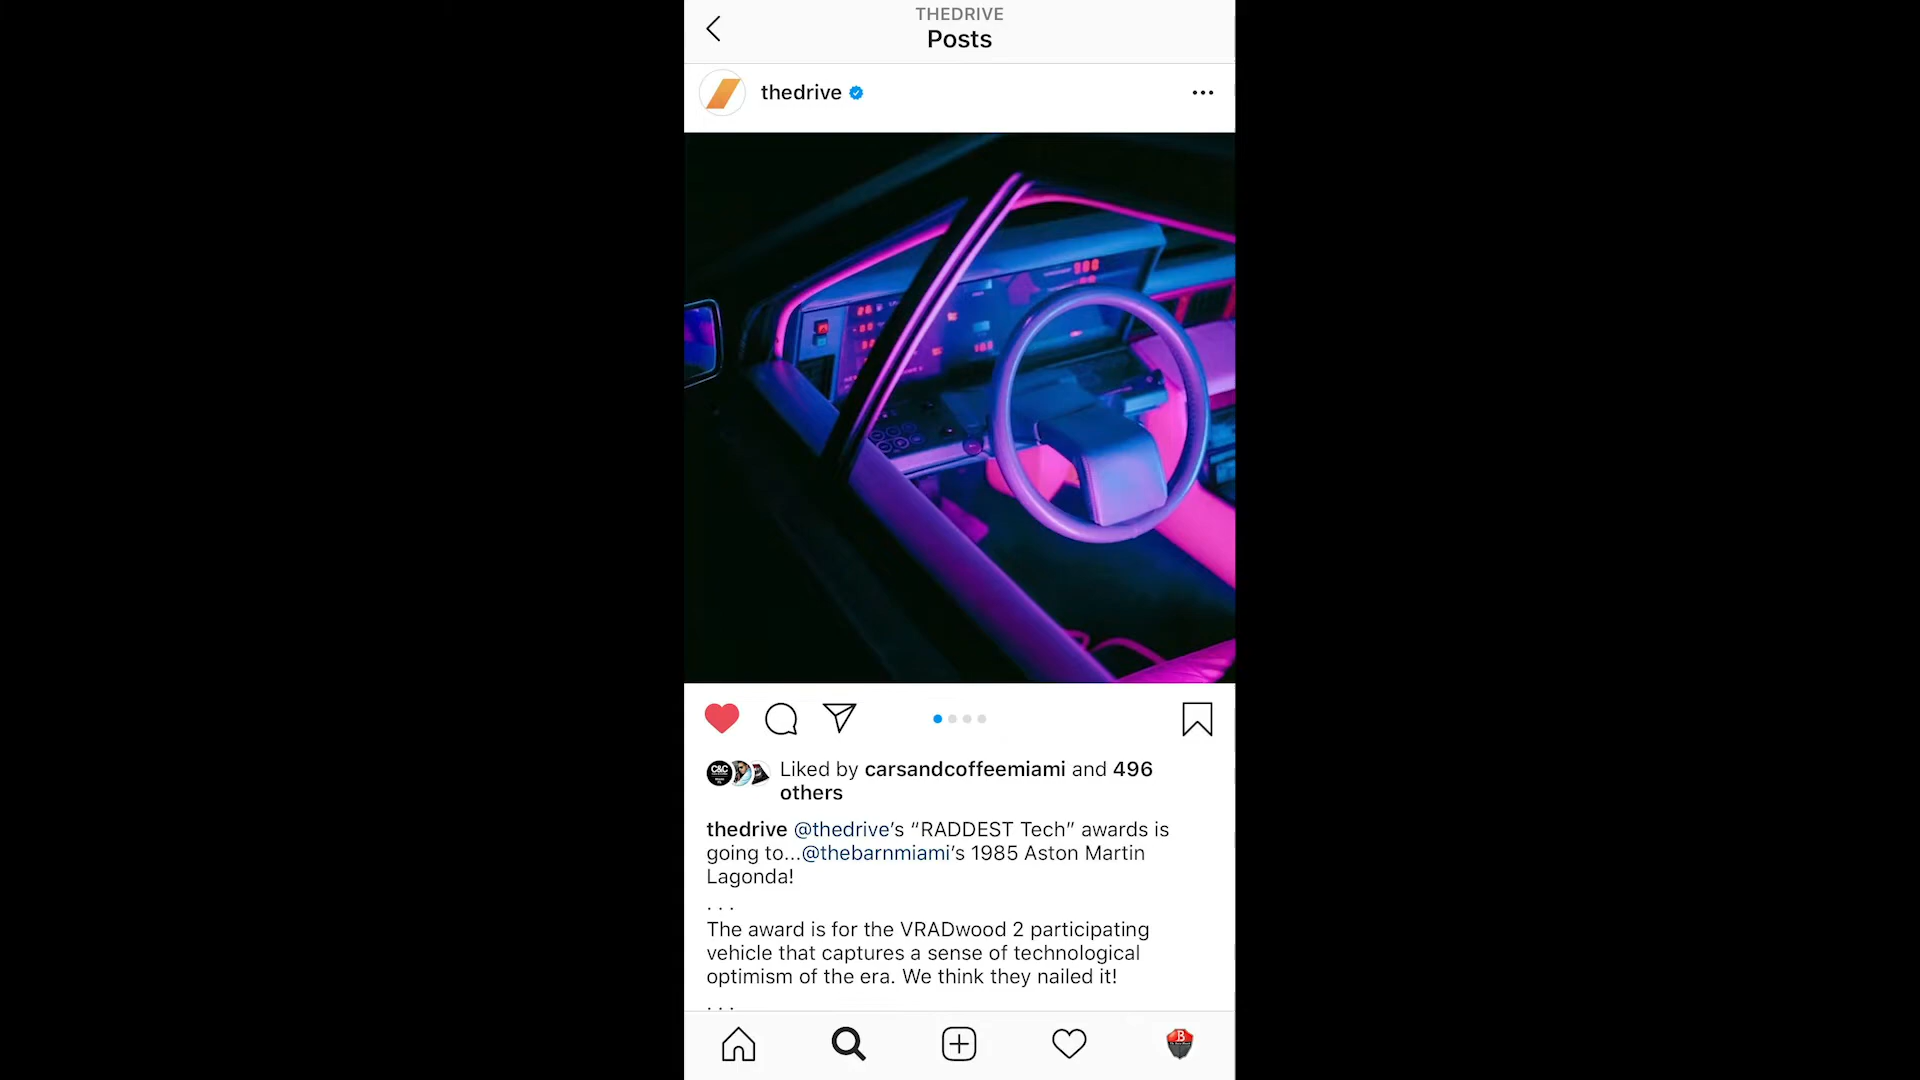 THEDRIVE
Posts
thedrive
C&C
Liked by carsandcoffeemiami and 496
others
thedrive @thedrive’s “RADDEST Tech” awards is
going to...@thebarnmiami’s 1985 Aston Martin
Lagonda!
. . .
The award is for the VRADwood 2 participating
vehicle that captures a sense of technological
optimism of the era. We think they nailed it!
. . .
B